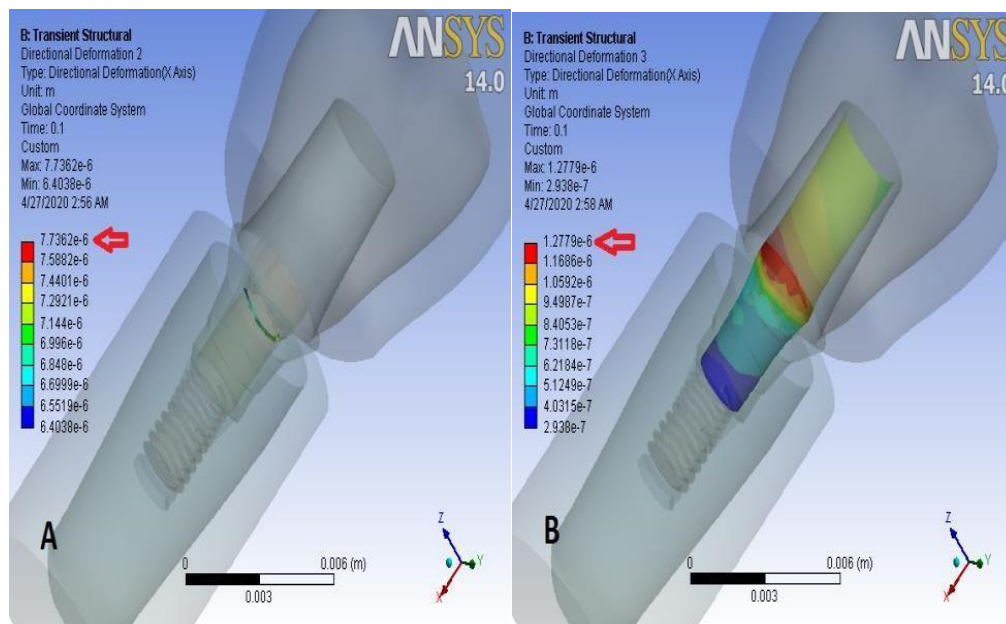 B: Transient Structural
Directional Deformation 2
Type: Directional Deformation(X Axis)
Unit: m
Global Coordinate System
Time: 0.1
Custom
Max: 7.7362e-6
Min: 6.4038e-6
4/27/2020 2:56 AM
ANSYS
14.0
7.7362e-6
7.5882e-6
7.4401e-6
7.2921e-6
7.144e-6
6.996e-6
6.848e-6
6.6999e-6
6.5519e-6
6.4038e-6
A
0
0.006 (m)
0.003
Z
Y
X
B: Transient Structural
Directional Deformation 3
Type: Directional Deformation(X Axis)
Unit: m
Global Coordinate System
Time: 0.1
Custom
Max: 1.2779e-6
Min: 2.938e-7
4/27/2020 2:58 AM
ANSYS
14.0
1.2779e-6
1.1686e-6
1.0592e-6
9.4987e-7
8.4053e-7
7.3118e-7
6.2184e-7
5.1249e-7
4.0315e-7
2.938e-7
B
0
0.006 (m)
0.003
Z
Y
X